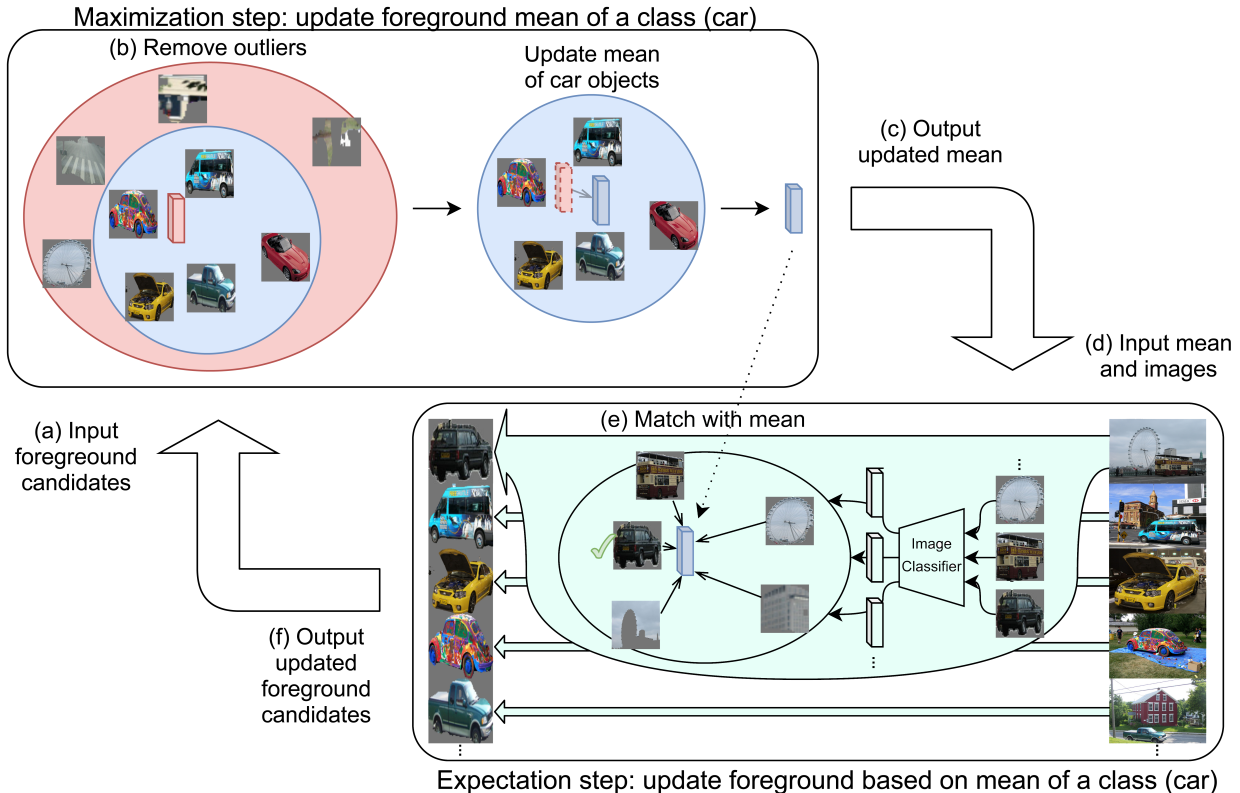 Maximization step: update foreground mean of a class (car)
(b) Remove outliers
Update mean
of car objects
(c) Output
updated mean
(d) Input mean
and images
(a) Input
foregreound
candidates
(e) Match with mean
Image
Classifier
(f) Output
updated
foreground
candidates
Expectation step: update foreground based on mean of a class (car)